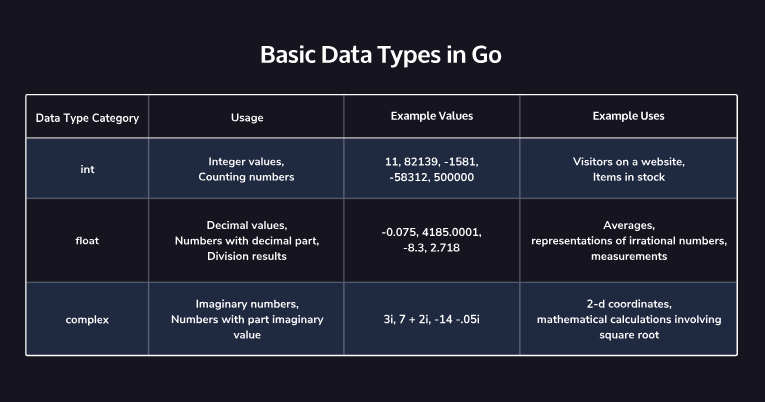 Basic Data Types in Go
Data Type Category
Usage
Example Values
Example Uses
int
Integer values,
Counting numbers
11, 82139, -1581,
-58312, 500000
Visitors on a website,
Items in stock
float
Decimal values,
Numbers with decimal part,
Division results
-0.075, 4185.0001,
-8.3, 2.718
Averages,
representations of irrational numbers,
measurements
complex
Imaginary numbers,
Numbers with part imaginary
value
3i, 7 + 2i, -14 -.05i
2-d coordinates,
mathematical calculations involving
square root